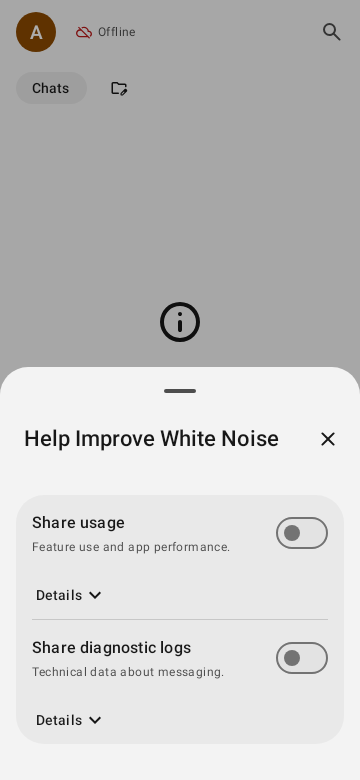 A
Offline
Chats
Help Improve White Noise
Share usage
Feature use and app performance.
Details
Share diagnostic logs
Technical data about messaging.
Details